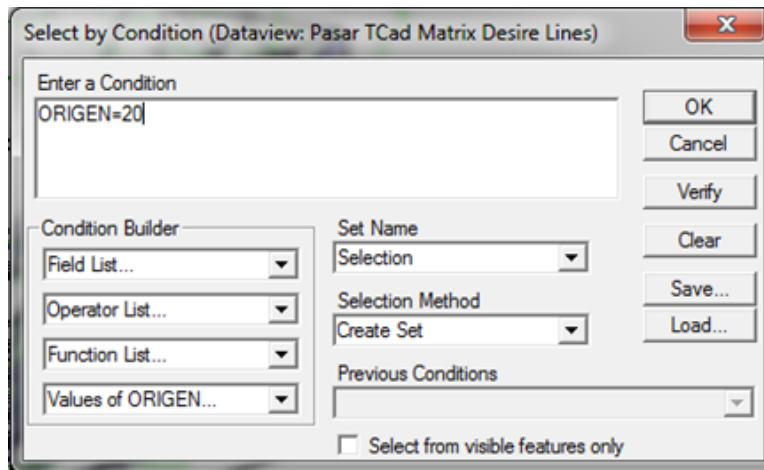 Select by Condition (Dataview: Pasar TCad Matrix Desire Lines)
Enter a Condition
ORIGEN=20
OK
Cancel
Verify
Clear
Save...
Load...
Condition Builder
Field List...
Operator List...
Function List...
Values of ORIGEN...
Set Name
Selection
Selection Method
Create Set
Previous Conditions
Select from visible features only